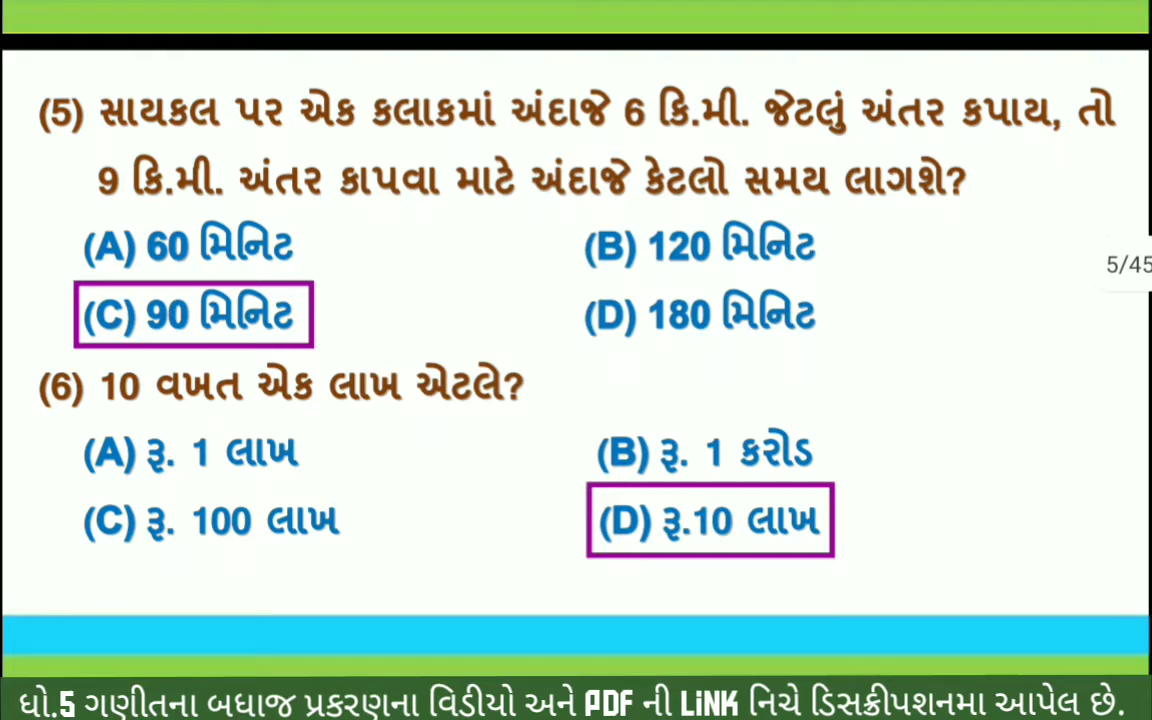 (5) સાયકલ પર એક કલાકમાં અંદાજે 6 કિ.મી. જેટલું અંતર કપાય, તો
9 કિ.મી. અંતર કાપવા માટે અંદાજે કેટલો સમય લાગશે?
(A) 60 મિનિટ (B) 120 મિનિટ
5/45
(C) 90 મિનિટ (D) 180 મિનિટ
(6) 10 વખત એક લાખ એટલે?
(A) રૂ. 1 લાખ (B) રૂ. 1 કરોડ
(C) રૂ. 100 લાખ (D) રૂ.10 લાખ
ધો.5 ગણીતના બધાજ પ્રકરણના વિડીયો અને PDF ની LiNK નિચે ડિસક્રીપશનમા આપેલ છે.